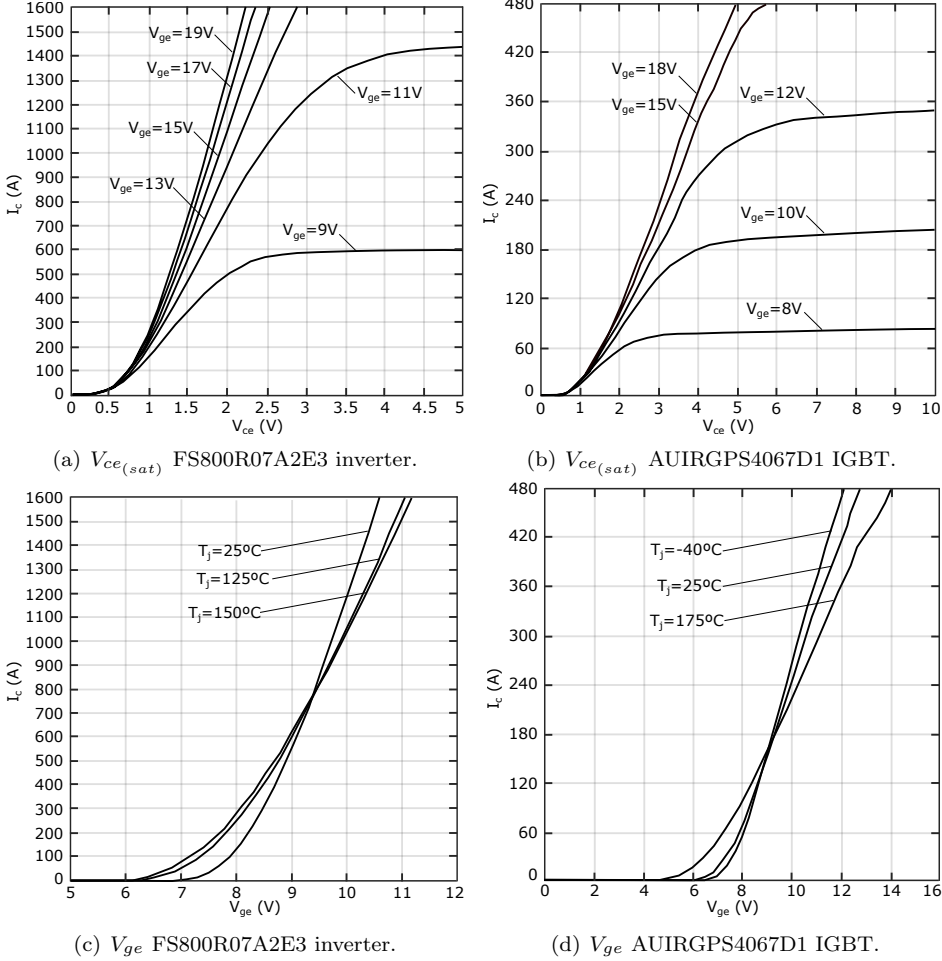 1600
1500
1400
1300
1200
1100
1000
900
800
700
600
500
400
300
200
100
0
I_c (A)
V_ge=19V
V_ge=17V
V_ge=15V
V_ge=13V
V_ge=11V
V_ge=9V
0 0.5 1 1.5 2 2.5 3 3.5 4 4.5 5
V_ce (V)
(a) V_ce(sat) FS800R07A2E3 inverter.
480
420
360
300
240
180
120
60
0
I_c (A)
V_ge=18V
V_ge=15V
V_ge=12V
V_ge=10V
V_ge=8V
0 1 2 3 4 5 6 7 8 9 10
V_ce (V)
(b) V_ce(sat) AUIRGPS4067D1 IGBT.
1600
1500
1400
1300
1200
1100
1000
900
800
700
600
500
400
300
200
100
0
I_c (A)
T_j=25ºC
T_j=125ºC
T_j=150ºC
5 6 7 8 9 10 11 12
V_ge (V)
(c) V_ge FS800R07A2E3 inverter.
480
420
360
300
240
180
120
60
0
I_c (A)
T_j=-40ºC
T_j=25ºC
T_j=175ºC
0 2 4 6 8 10 12 14 16
V_ge (V)
(d) V_ge AUIRGPS4067D1 IGBT.